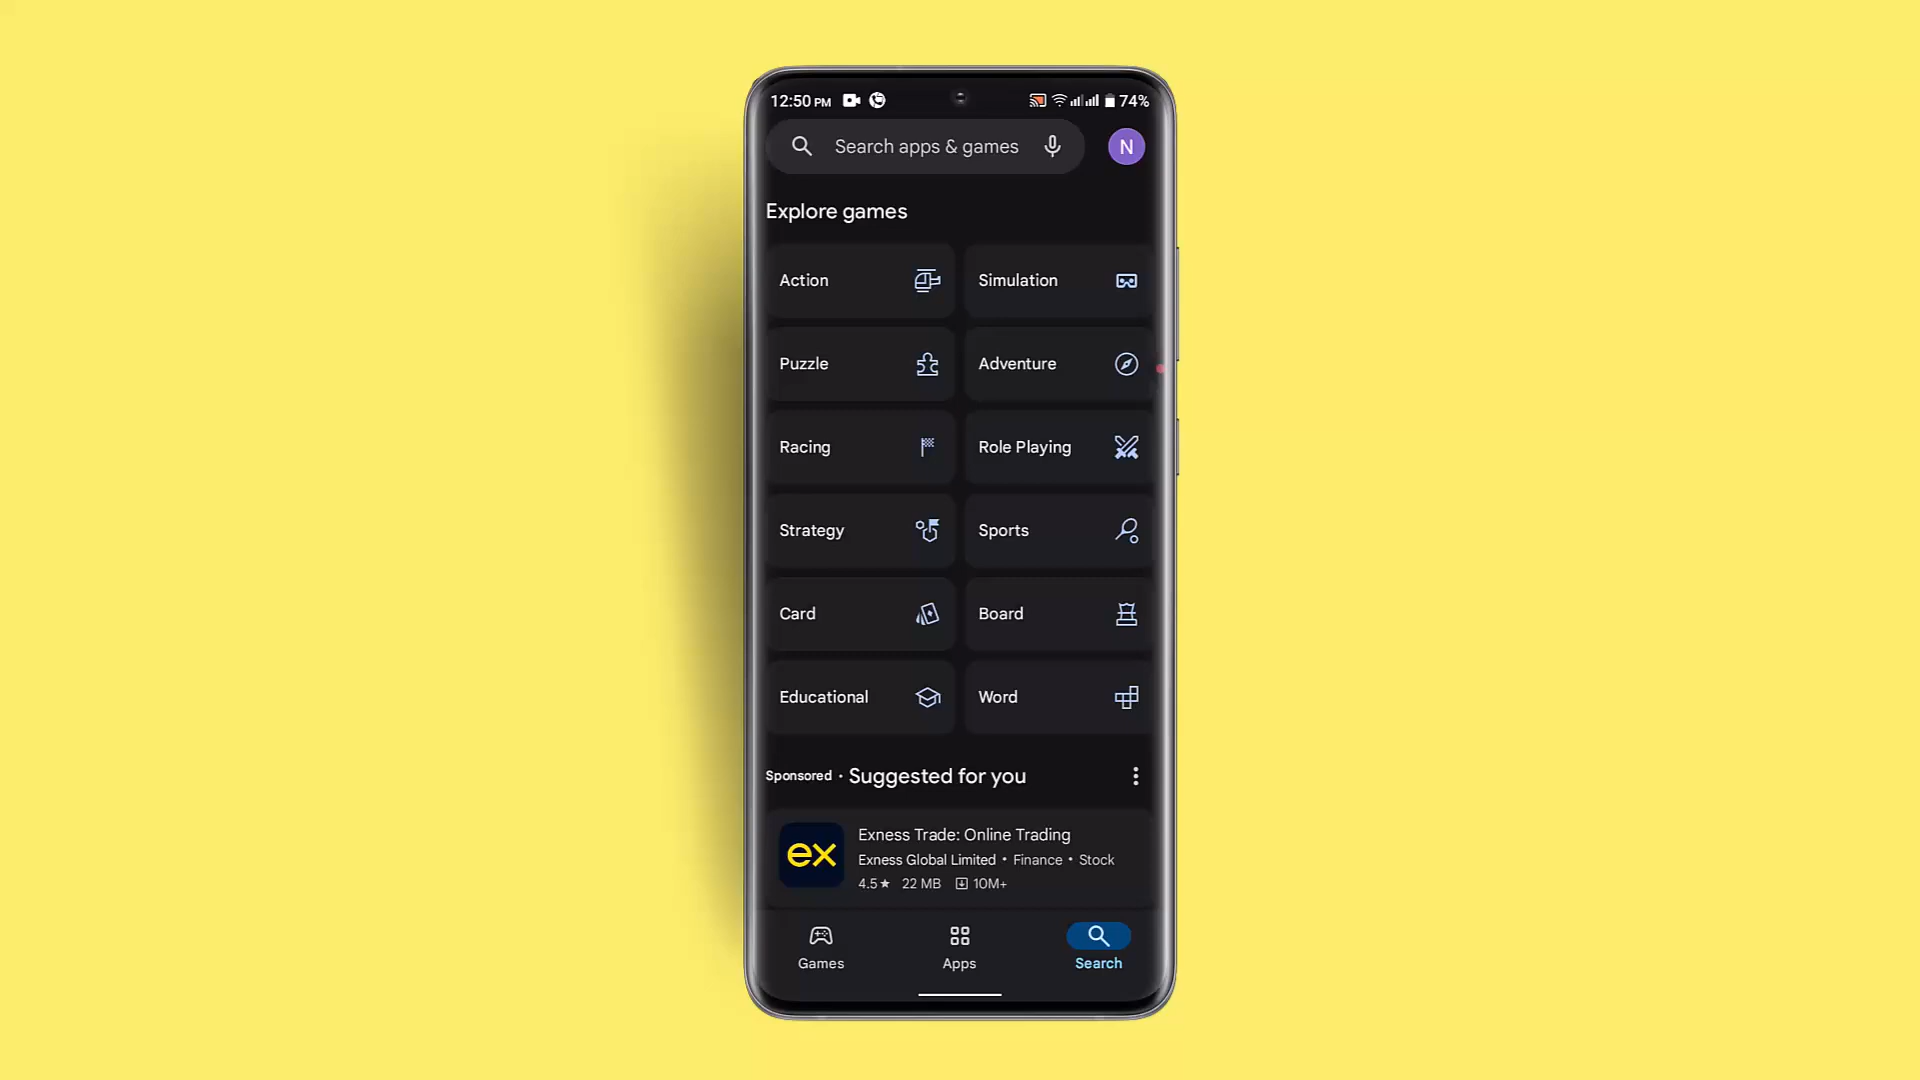 12:50 PM 74%
Search apps & games N
Explore games
Action Simulation
Puzzle Adventure
Racing Role Playing
Strategy Sports
Card Board
Educational Word
Sponsored • Suggested for you
ex
Exness Trade: Online Trading
Exness Global Limited • Finance • Stock
4.5★ 22 MB 10M+
Games Apps Search